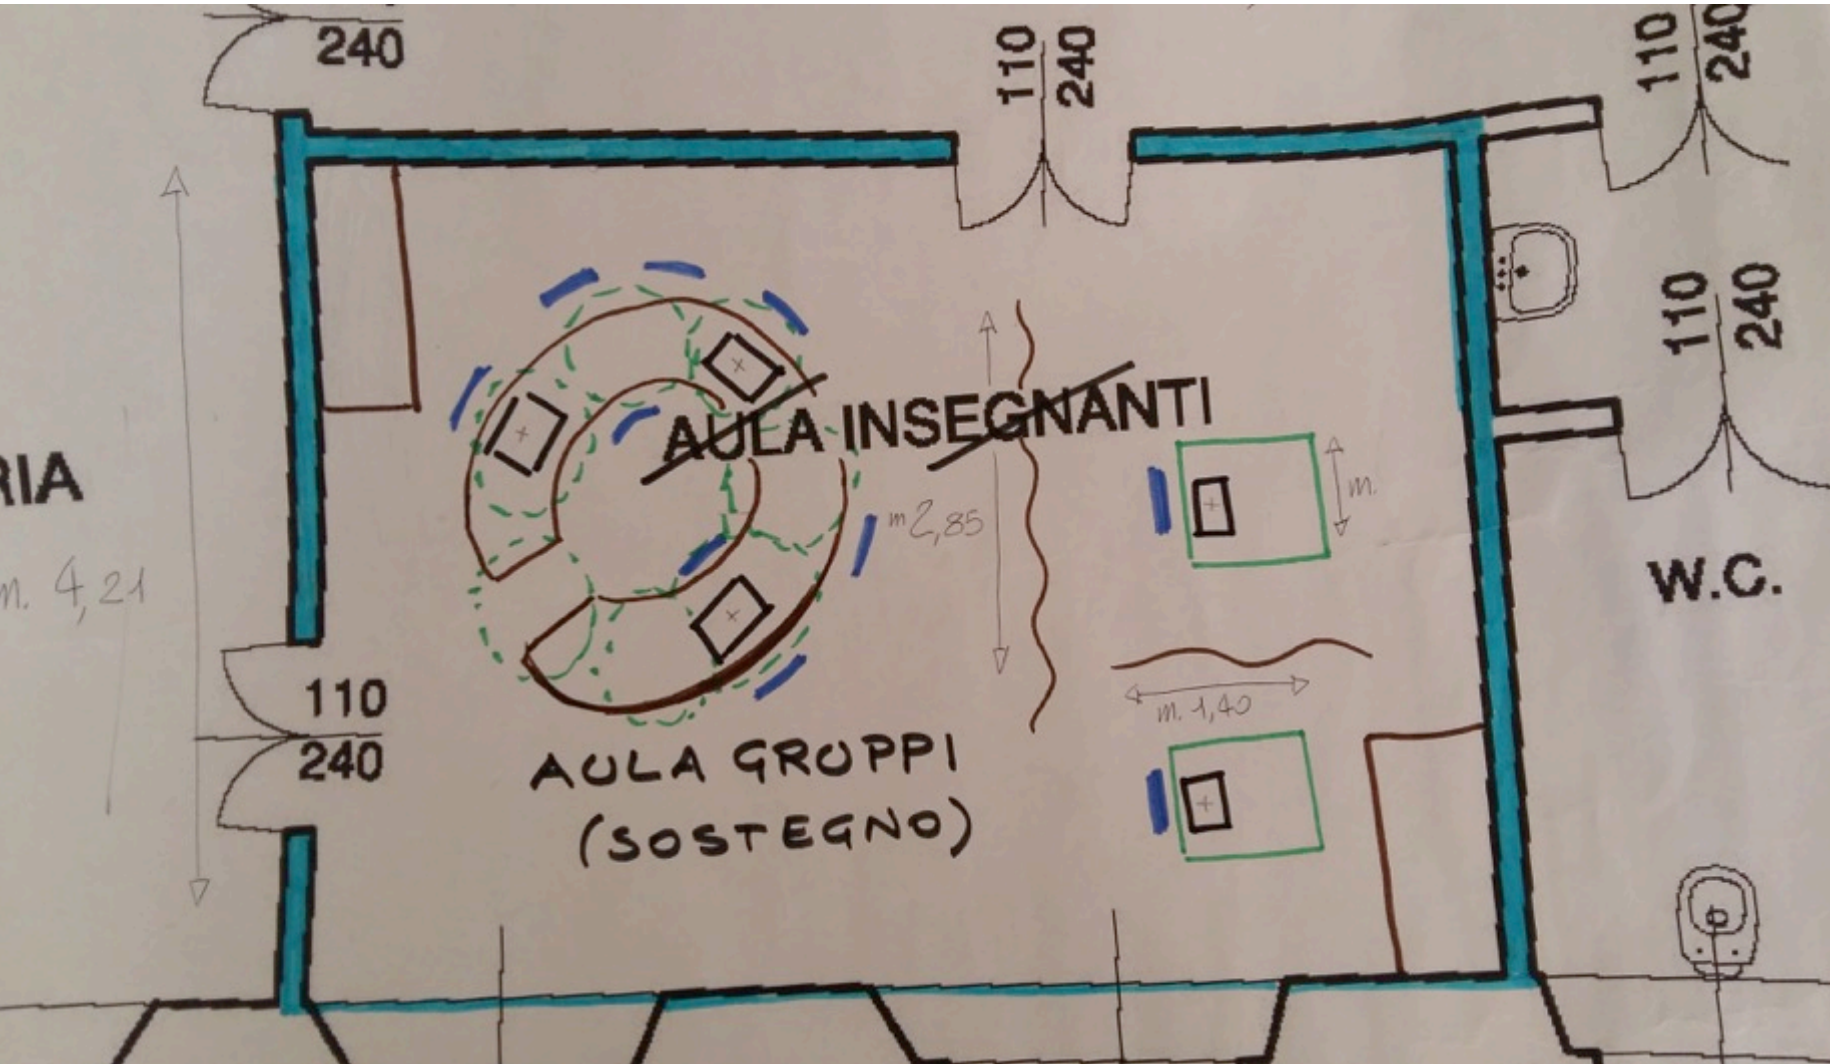 240
110
240
110
240
110
240
AULA INSEGNANTI
RIA
m 2,85
m.
m. 4,21
W.C.
110
240
m. 1,40
AULA GRUPPI
(SOSTEGNO)